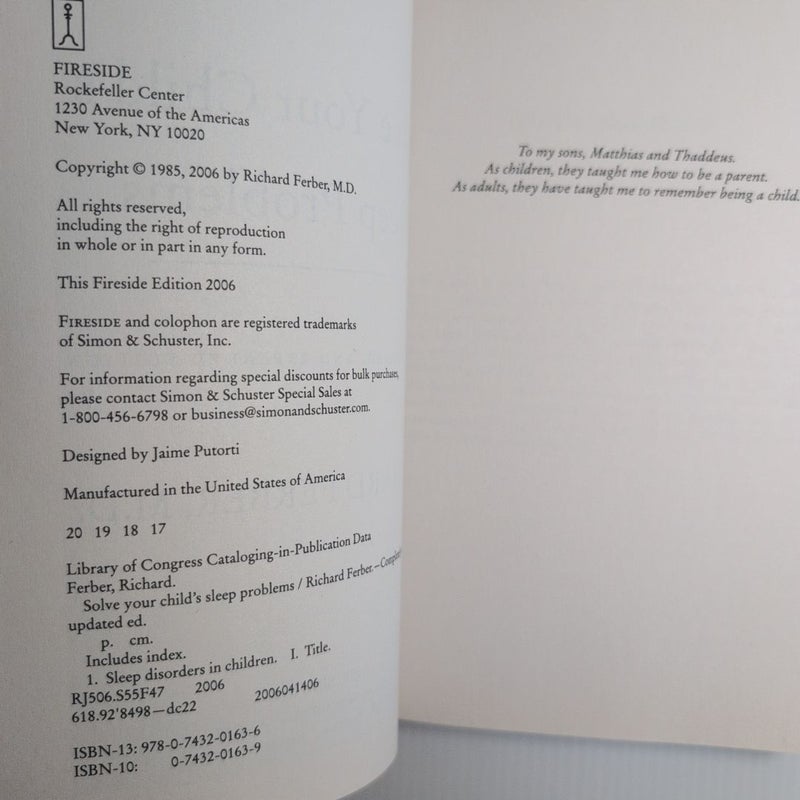 FIRESIDE
Rockefeller Center
1230 Avenue of the Americas
New York, NY 10020
Copyright © 1985, 2006 by Richard Ferber, M.D.
All rights reserved,
including the right of reproduction
in whole or in part in any form.
This Fireside Edition 2006
FIRESIDE and colophon are registered trademarks
of Simon & Schuster, Inc.
For information regarding special discounts for bulk purchases,
please contact Simon & Schuster Special Sales at
1-800-456-6798 or business@simonandschuster.com.
Designed by Jaime Putorti
Manufactured in the United States of America
20 19 18 17
Library of Congress Cataloging-in-Publication Data
Ferber, Richard.
Solve your child's sleep problems / Richard Ferber.—
updated ed.
p. cm.
Includes index.
1. Sleep disorders in children. I. Title.
RJ506.S55F47 2006
618.92'8498—dc22 2006041406
ISBN-13: 978-0-7432-0163-6
ISBN-10: 0-7432-0163-9
To my sons, Matthias and Thaddeus.
As children, they taught me how to be a parent.
As adults, they have taught me to remember being a child.